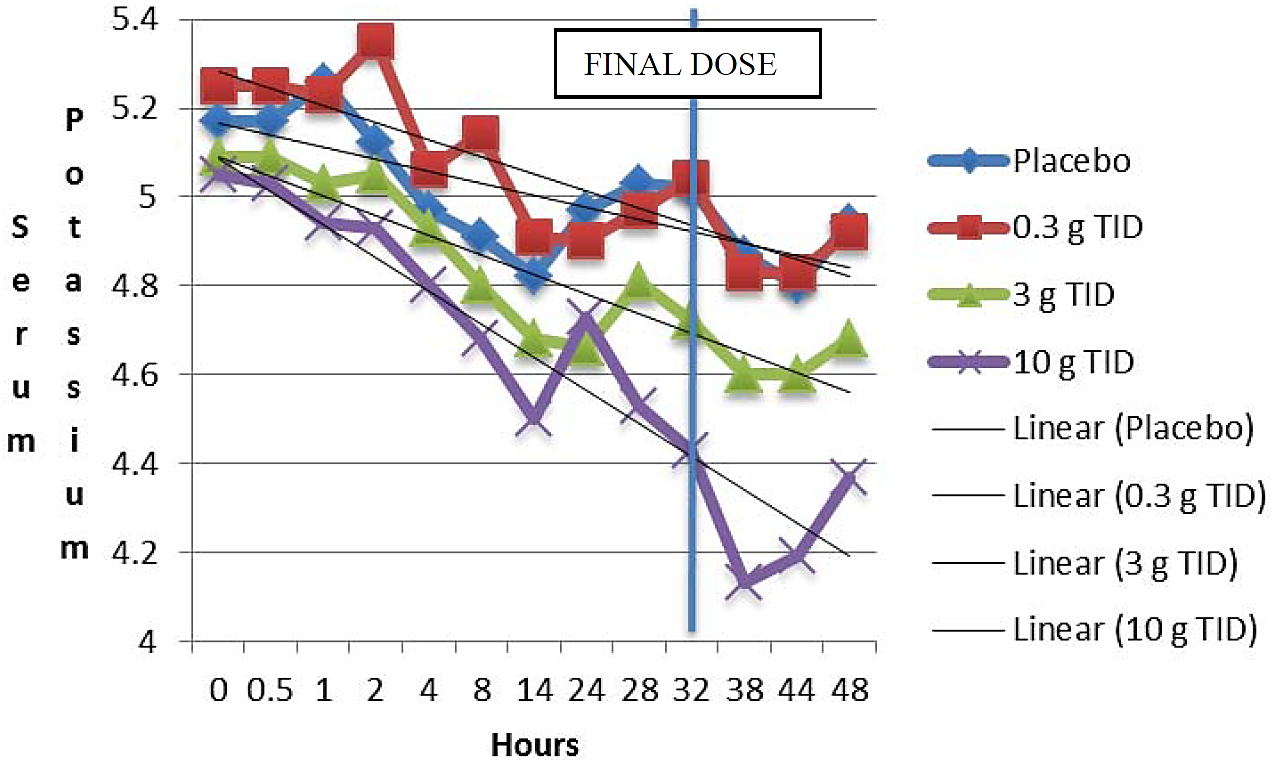 Serum
Potassium
5.4
5.2
5
4.8
4.6
4.4
4.2
4
FINAL DOSE
0 0.5 1 2 4 8 14 24 28 32 38 44 48
Hours
Placebo
0.3 g TID
3 g TID
10 g TID
Linear (Placebo)
Linear (0.3 g TID)
Linear (3 g TID)
Linear (10 g TID)